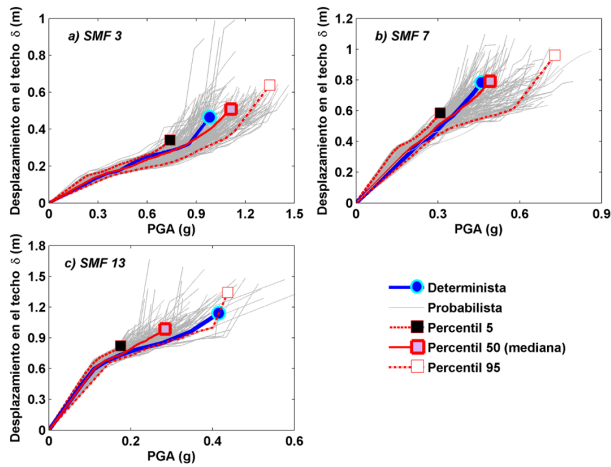 a) SMF 3
Desplazamiento en el techo δ (m)
1
0.8
0.6
0.4
0.2
0
0 0.3 0.6 0.9 1.2 1.5
PGA (g)
b) SMF 7
Desplazamiento en el techo δ (m)
1.2
1
0.8
0.6
0.4
0.2
0
0 0.3 0.6 0.9
PGA (g)
c) SMF 13
Desplazamiento en el techo δ (m)
1.8
1.5
1.2
0.9
0.6
0.3
0
0 0.2 0.4 0.6
PGA (g)
Determinista
Probabilista
Percentil 5
Percentil 50 (mediana)
Percentil 95